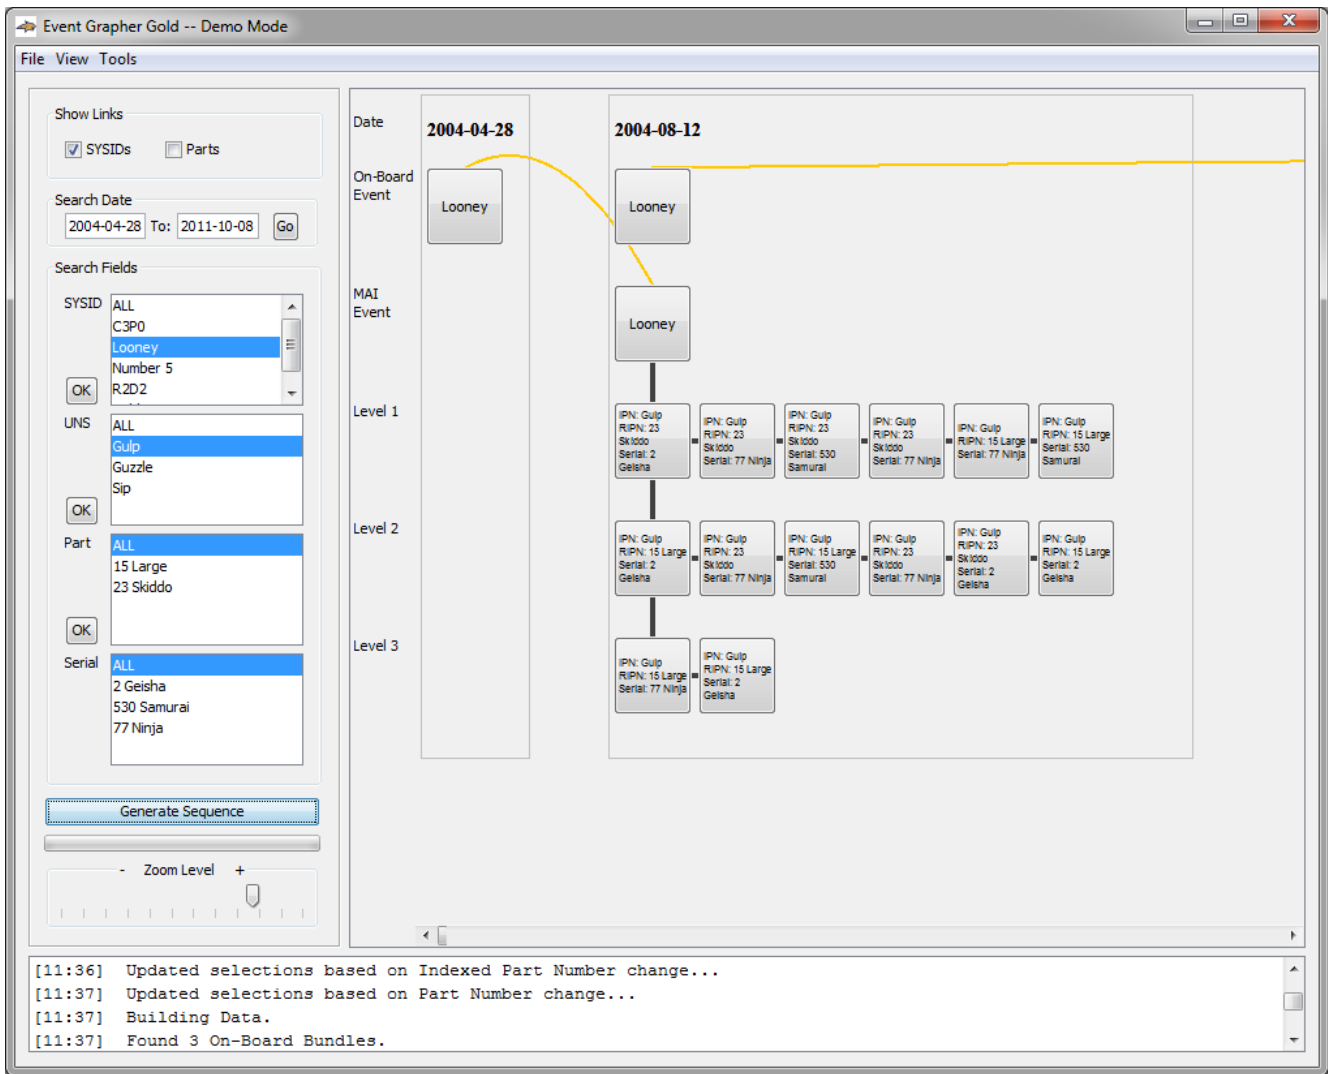 Event Grapher Gold -- Demo Mode
File View Tools
Show Links
SYSIDs Parts
Search Date
2004-04-28 To: 2011-10-08 Go
Search Fields
SYSID
ALL
C3P0
Looney
Number 5
R2D2
OK
UNS
ALL
Gulp
Guzzle
Sip
OK
Part
ALL
15 Large
23 Skiddo
OK
Serial
ALL
2 Geisha
530 Samurai
77 Ninja
Generate Sequence
- Zoom Level +
Date
2004-04-28
2004-08-12
On-Board
Event
Looney
Looney
MAI
Event
Looney
Level 1
IPN: Gulp
RIPN: 23
Skiddo
Serial: 2
Geisha
IPN: Gulp
RIPN: 23
Skiddo
Serial: 77 Ninja
IPN: Gulp
RIPN: 23
Skiddo
Serial: 530
Samurai
IPN: Gulp
RIPN: 23
Skiddo
Serial: 77 Ninja
IPN: Gulp
RIPN: 15 Large
Serial: 77 Ninja
IPN: Gulp
RIPN: 15 Large
Serial: 530
Samurai
Level 2
IPN: Gulp
RIPN: 15 Large
Serial: 2
Geisha
IPN: Gulp
RIPN: 23
Skiddo
Serial: 77 Ninja
IPN: Gulp
RIPN: 15 Large
Serial: 530
Samurai
IPN: Gulp
RIPN: 23
Skiddo
Serial: 77 Ninja
IPN: Gulp
RIPN: 23
Skiddo
Serial: 2
Geisha
IPN: Gulp
RIPN: 15 Large
Serial: 2
Geisha
Level 3
IPN: Gulp
RIPN: 15 Large
Serial: 77 Ninja
IPN: Gulp
RIPN: 15 Large
Serial: 2
Geisha
[11:36] Updated selections based on Indexed Part Number change...
[11:37] Updated selections based on Part Number change...
[11:37] Building Data.
[11:37] Found 3 On-Board Bundles.